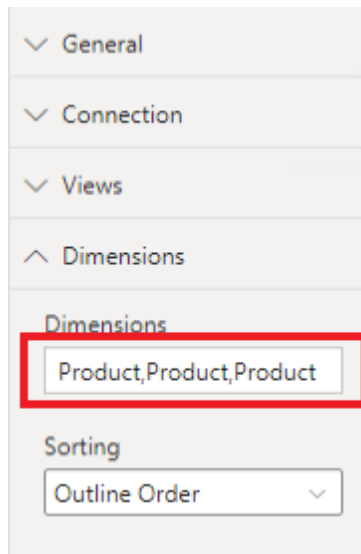 General
Connection
Views
Dimensions
Dimensions
Product,Product,Product
Sorting
Outline Order